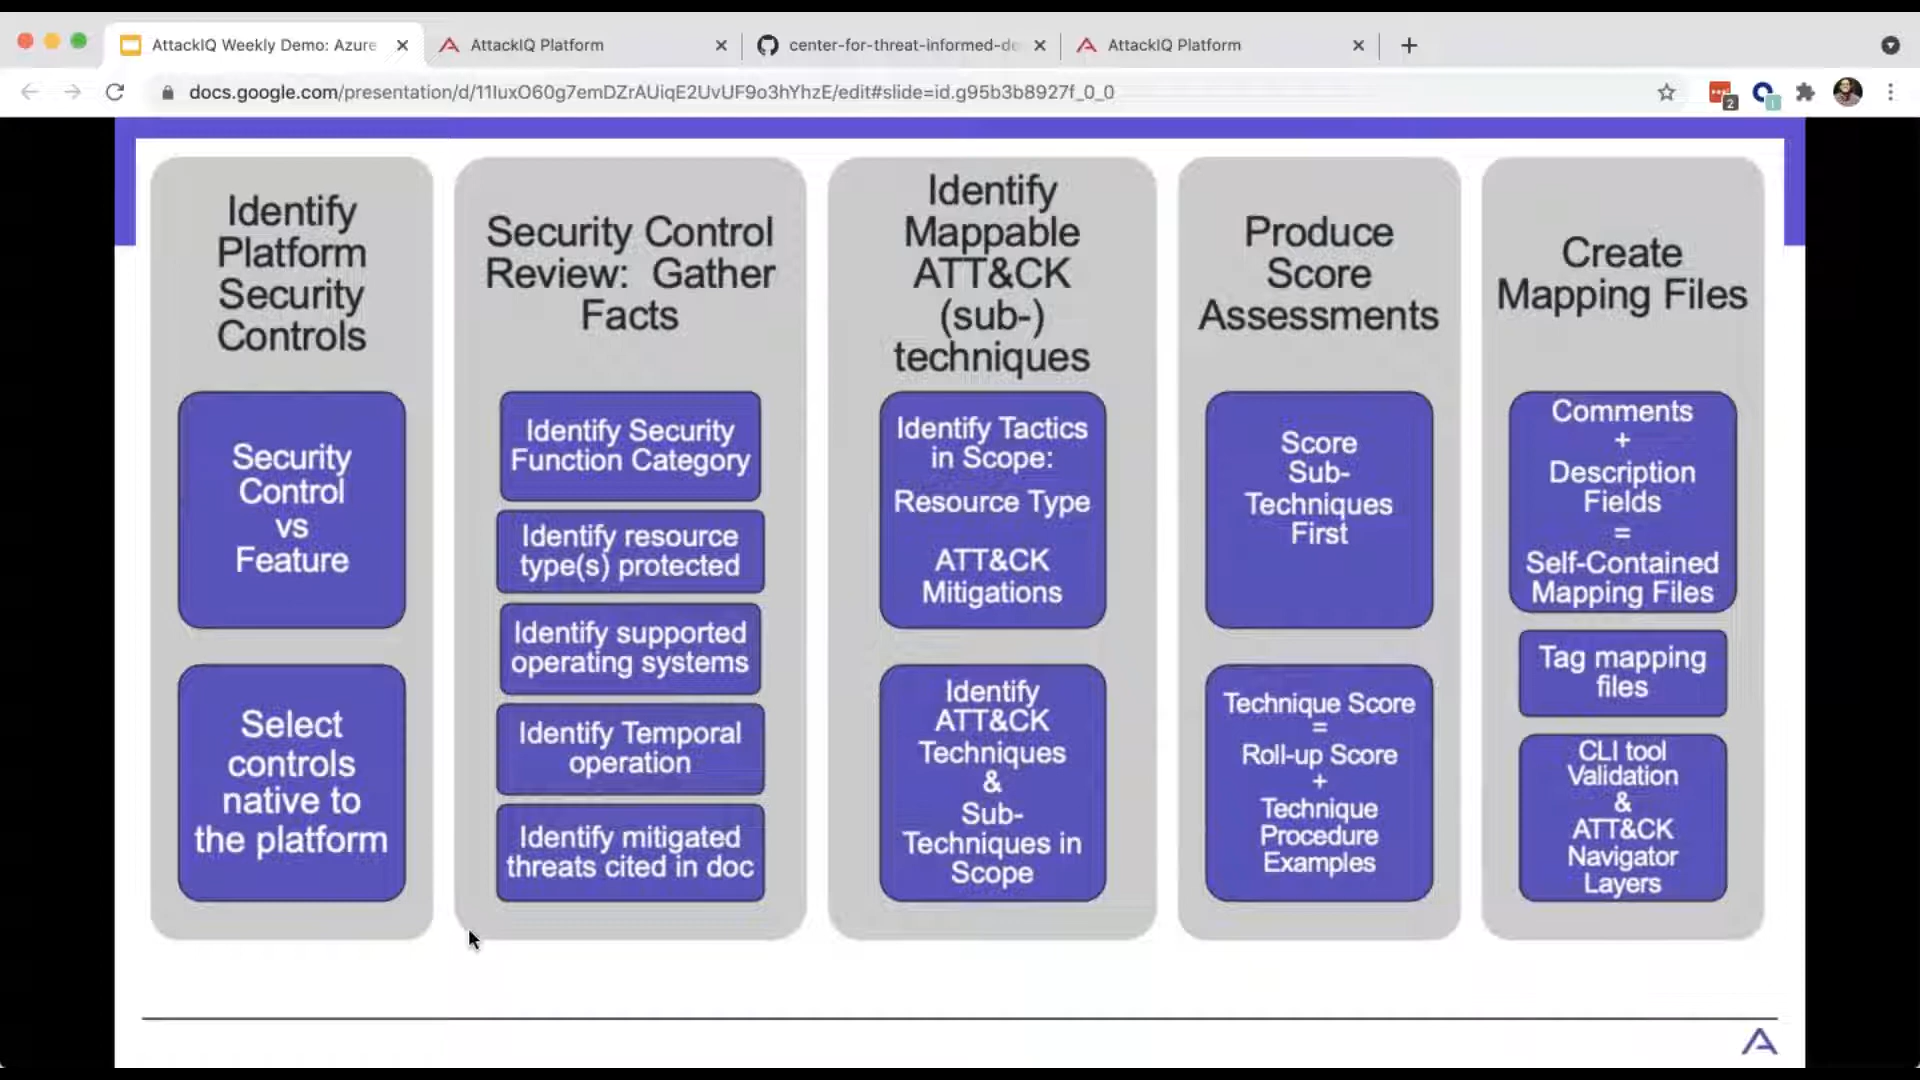 AttackIQ Weekly Demo: Azure
AttackIQ Platform
center-for-threat-informed-de
AttackIQ Platform
docs.google.com/presentation/d/11luxO60g7emDZrAUiqE2UvUF9o3hYhzE/edit#slide=id.g95b3b8927f_0_0
2
Identify
Platform
Security
Controls
Security
Control
vs
Feature
Select
controls
native to
the platform
Security Control
Review: Gather
Facts
Identify Security
Function Category
Identify resource
type(s) protected
Identify supported
operating systems
Identify Temporal
operation
Identify mitigated
threats cited in doc
Identify
Mappable
ATT&CK
(sub-)
techniques
Identify Tactics
in Scope:
Resource Type
ATT&CK
Mitigations
Identify
ATT&CK
Techniques
&
Sub-
Techniques in
Scope
Produce
Score
Assessments
Score
Sub-
Techniques
First
Technique Score
=
Roll-up Score
+
Technique
Procedure
Examples
Create
Mapping Files
Comments
+
Description
Fields
=
Self-Contained
Mapping Files
Tag mapping
files
CLI tool
Validation
&
ATT&CK
Navigator
Layers